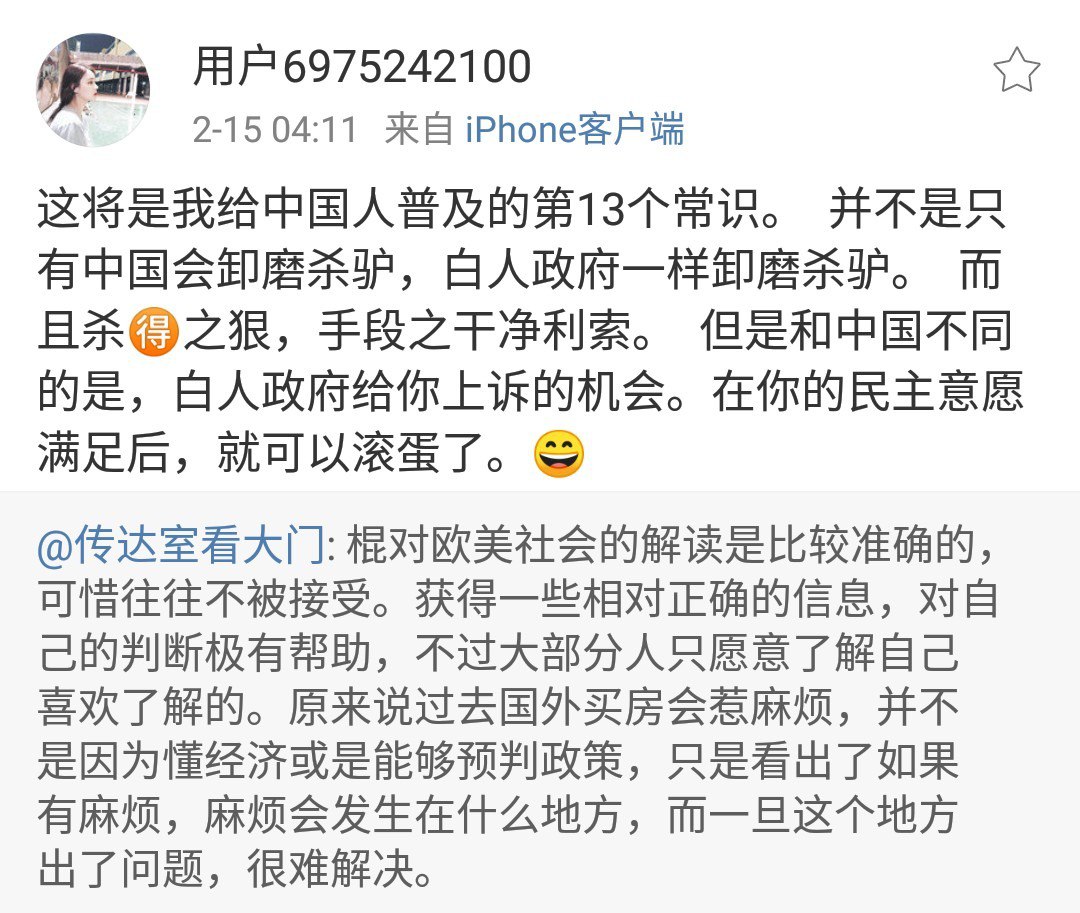 用户6975242100
2-15 04:11 来自 iPhone客户端
这将是我给中国人普及的第13个常识。 并不是只
有中国会卸磨杀驴，白人政府一样卸磨杀驴。 而
且杀🉐之狠，手段之干净利索。 但是和中国不同
的是，白人政府给你上诉的机会。在你的民主意愿
满足后，就可以滚蛋了。😄
@传达室看大门: 棍对欧美社会的解读是比较准确的，
可惜往往不被接受。获得一些相对正确的信息，对自
己的判断极有帮助，不过大部分人只愿意了解自己
喜欢了解的。原来说过去国外买房会惹麻烦，并不
是因为懂经济或是能够预判政策，只是看出了如果
有麻烦，麻烦会发生在什么地方，而一旦这个地方
出了问题，很难解决。